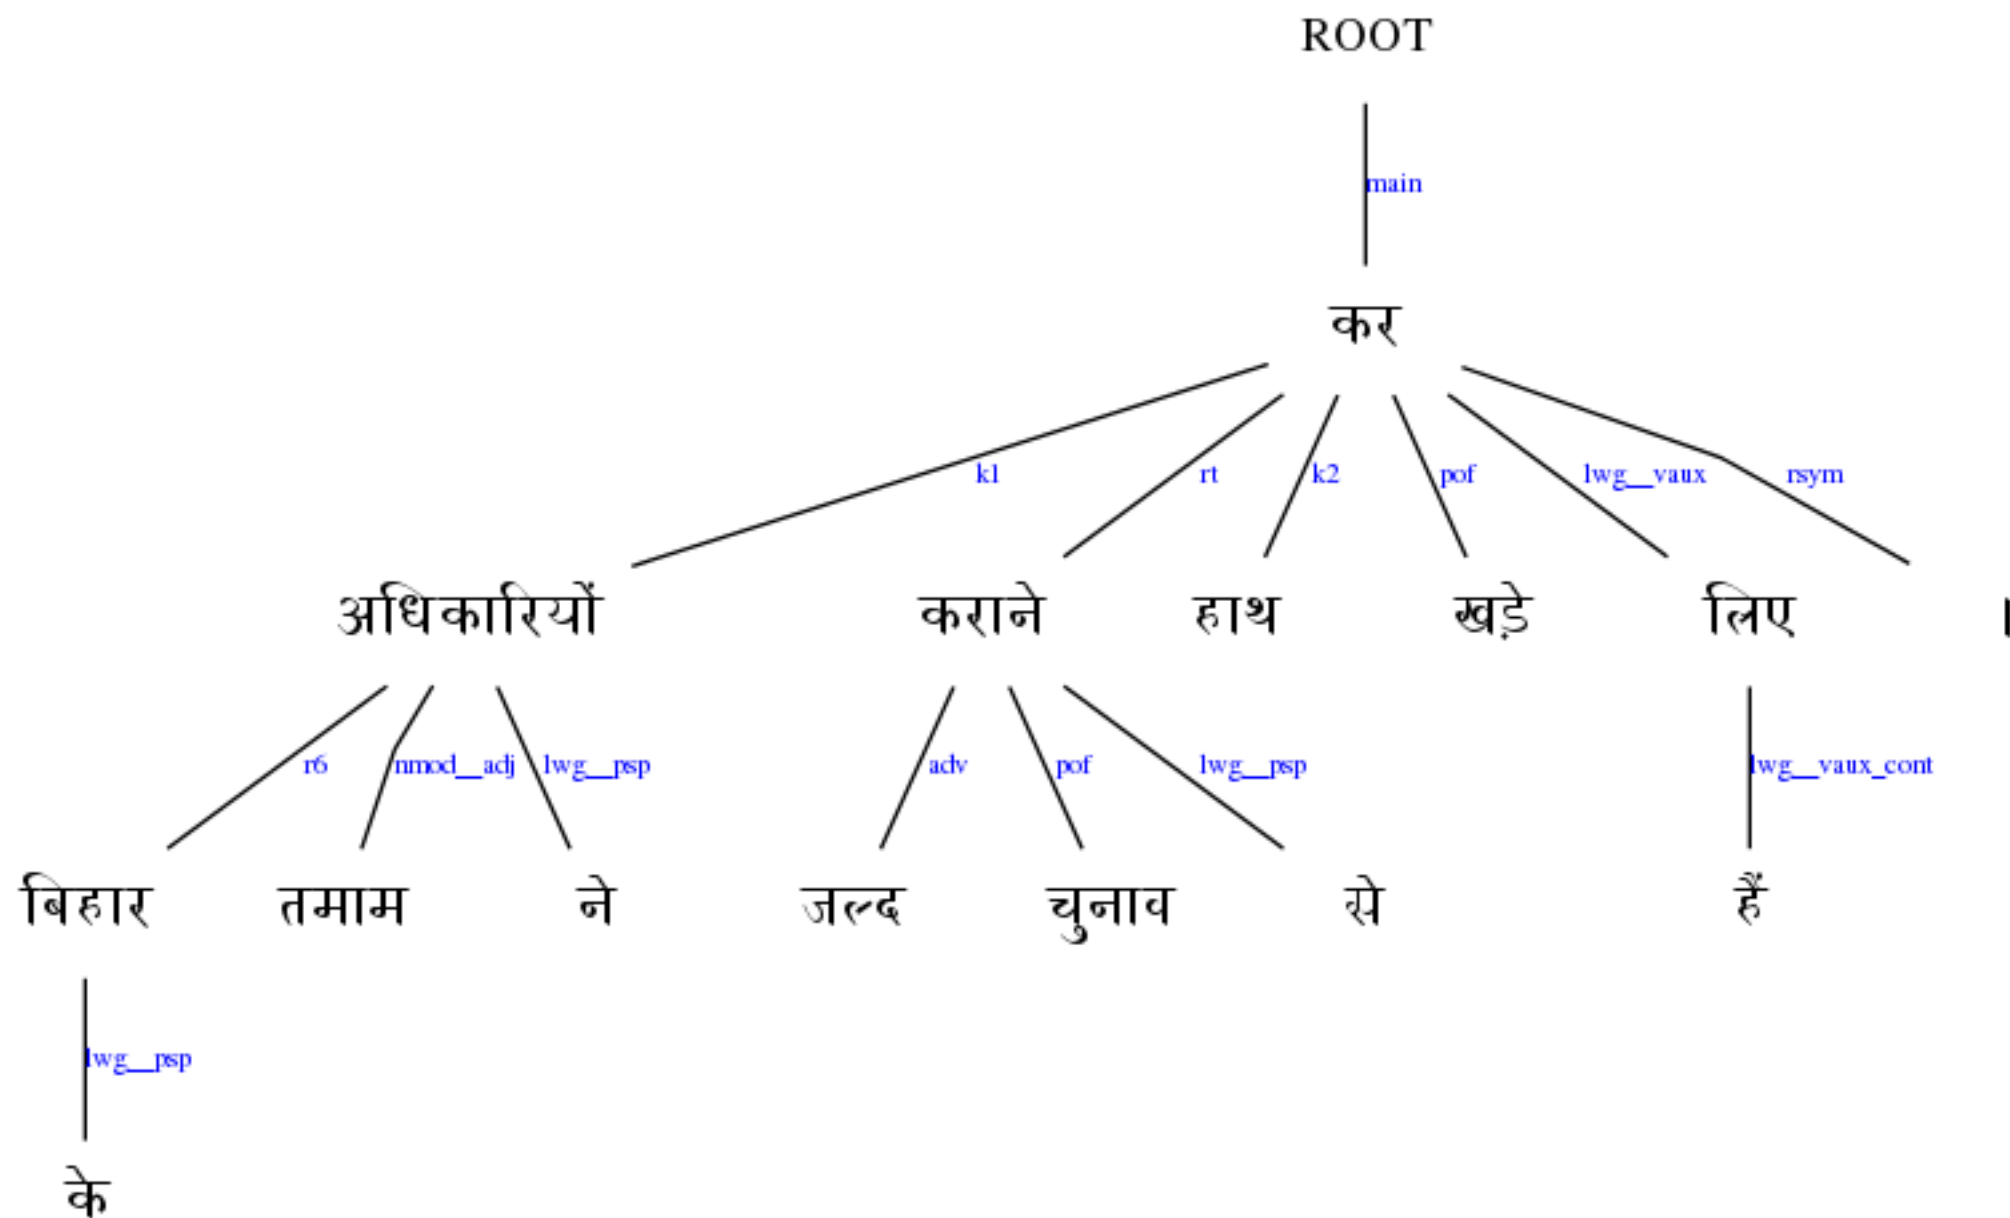 ROOT
main
कर
k1 rt k2 pof lwg__vaux rsym
अधिकारियों कराने हाथ खड़े लिए ।
r6 nmod__adj lwg__psp adv pof lwg__psp lwg__vaux_cont
बिहार तमाम ने जल्द चुनाव से हैं
lwg__psp
के